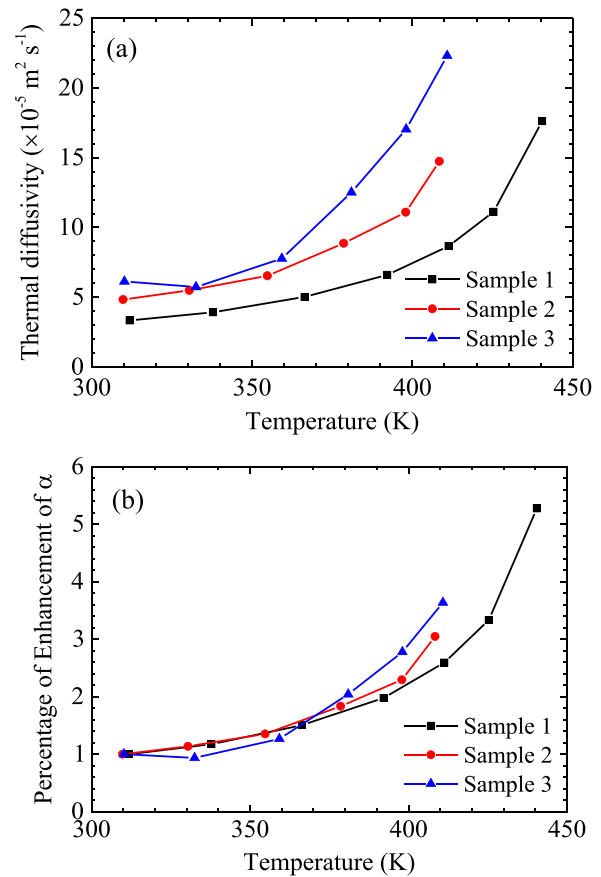 (a)
Thermal diffusivity (×10⁻⁵ m² s⁻¹)
25
20
15
10
5
0
Sample 1
Sample 2
Sample 3
300
350
400
450
Temperature (K)
(b)
Percentage of Enhancement of α
6
5
4
3
2
1
0
Sample 1
Sample 2
Sample 3
300
350
400
450
Temperature (K)